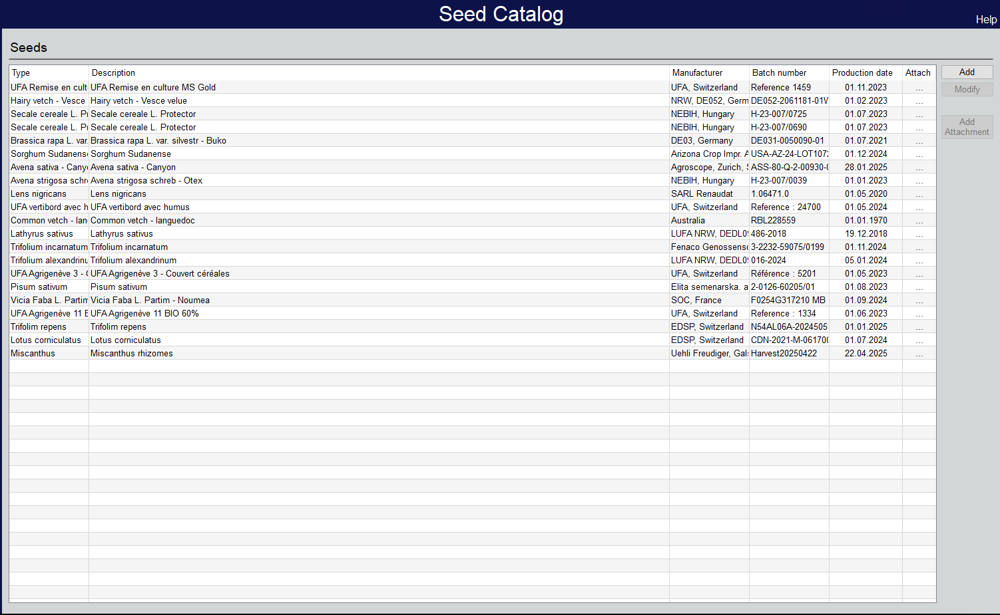 Seed Catalog
Help
Seeds
Type Description Manufacturer Batch number Production date Attach
UFA Remise en cult UFA Remise en culture MS Gold UFA, Switzerland Reference 1459 01.11.2023 ...
Hairy vetch - Vesce Hairy vetch - Vesce velue NRW, DE052, Germ DE052-2061181-01W 01.02.2023 ...
Secale cereale L. Pr Secale cereale L. Protector NEBIH, Hungary H-23-007/0725 01.07.2023 ...
Secale cereale L. Pr Secale cereale L. Protector NEBIH, Hungary H-23-007/0690 01.07.2023 ...
Brassica rapa L. var. Brassica rapa L. var. silvestr - Buko DE03, Germany DE031-0050090-01 01.07.2021 ...
Sorghum Sudanens Sorghum Sudanense Arizona Crop Impr. A USA-AZ-24-LOT1072 01.12.2024 ...
Avena sativa - Cany Avena sativa - Canyon Agroscope, Zurich, S ASS-80-Q-2-00930-0 28.01.2025 ...
Avena strigosa schre Avena strigosa schreb - Otex NEBIH, Hungary H-23-007/0039 01.01.2023 ...
Lens nigricans Lens nigricans SARL Renaudat 1.06471.0 01.05.2020 ...
UFA vertibord avec h UFA vertibord avec humus UFA, Switzerland Reference : 24700 01.05.2024 ...
Common vetch - lan Common vetch - languedoc Australia RBL228559 01.01.1970 ...
Lathyrus sativus Lathyrus sativus LUFA NRW, DEDL09 486-2018 19.12.2018 ...
Trifolium incarnatum Trifolium incarnatum Fenaco Genossensc 3-2232-59075/0199 01.11.2024 ...
Trifolium alexandrinu Trifolium alexandrinum LUFA NRW, DEDL09 016-2024 05.01.2024 ...
UFA Agrigenève 3 - C UFA Agrigenève 3 - Couvert céréales UFA, Switzerland Référence : 5201 01.05.2023 ...
Pisum sativum Pisum sativum Elita semenarska. a 2-0126-60205/01 01.08.2023 ...
Vicia Faba L. Partim Vicia Faba L. Partim - Noumea SOC, France F0254G317210 MB 01.09.2024 ...
UFA Agrigenève 11 B UFA Agrigenève 11 BIO 60% UFA, Switzerland Reference : 1334 01.06.2023 ...
Trifolim repens Trifolim repens EDSP, Switzerland N54AL06A-2024505 01.01.2025 ...
Lotus corniculatus Lotus corniculatus EDSP, Switzerland CDN-2021-M-061700 01.07.2024 ...
Miscanthus Miscanthus rhizomes Uehli Freudiger, Gals Harvest20250422 22.04.2025 ...
Add
Modify
Add
Attachment